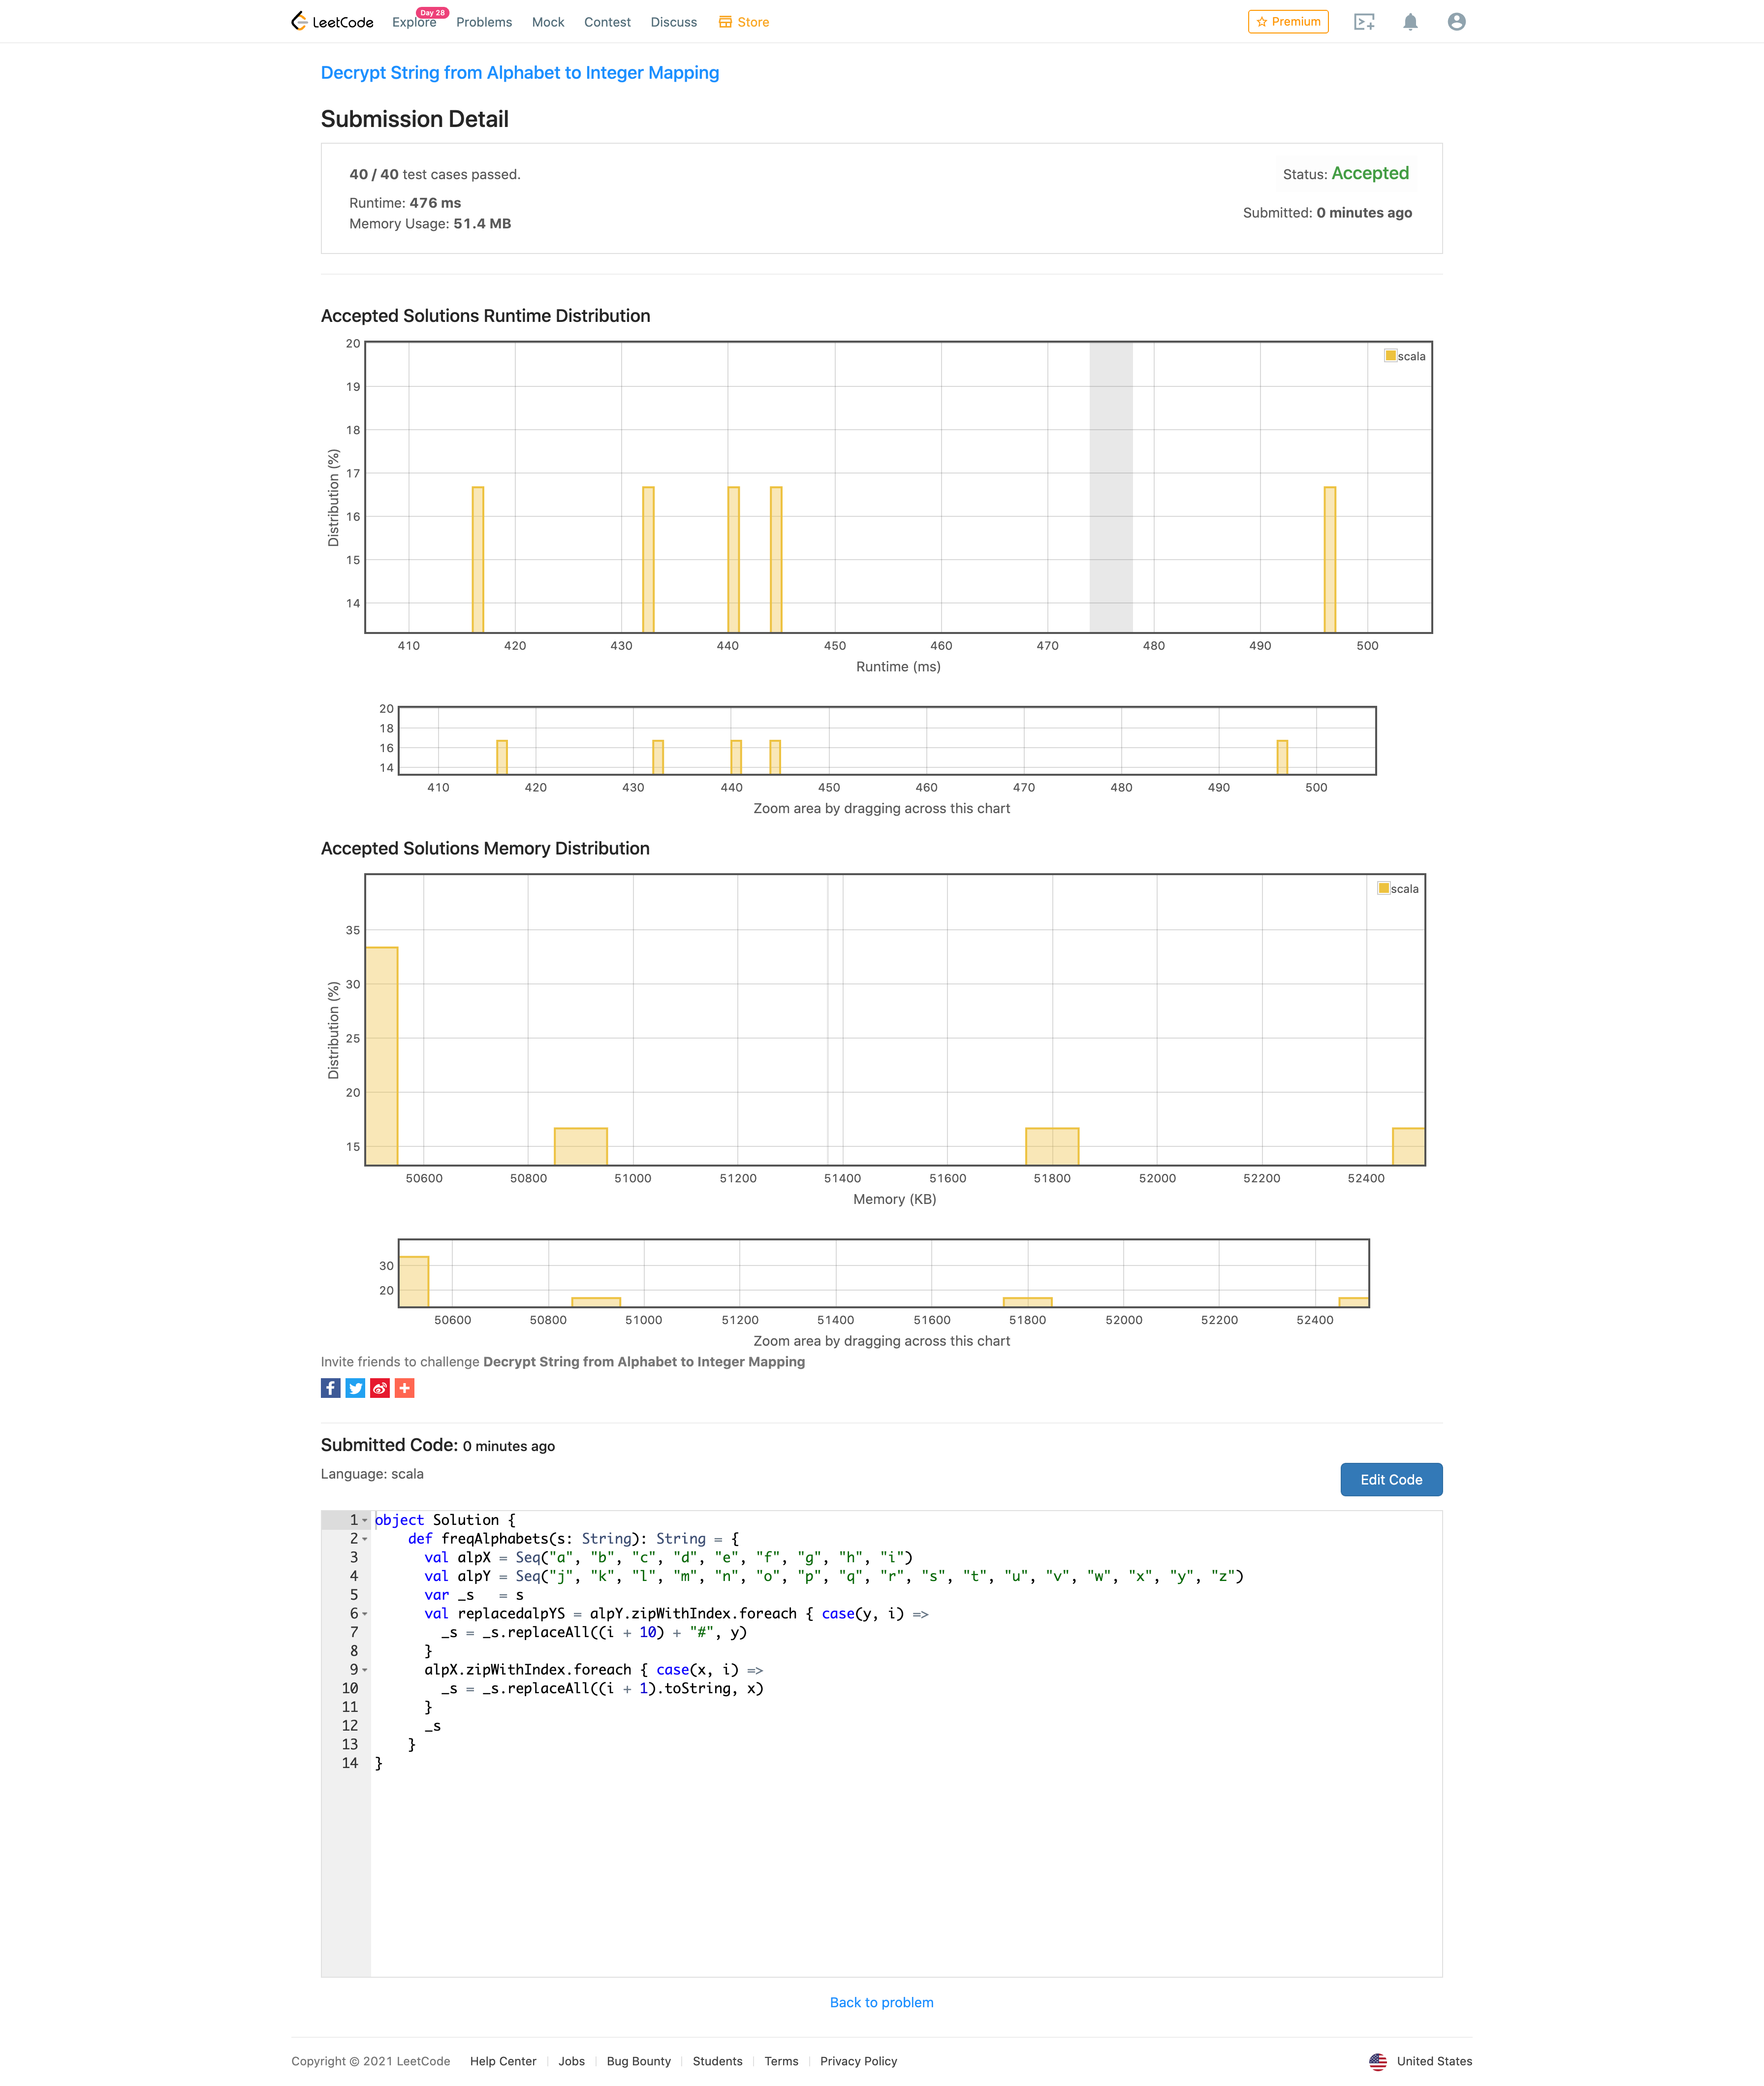 LeetCode Explore Day 28 Problems Mock Contest Discuss Store Premium
Decrypt String from Alphabet to Integer Mapping
Submission Detail
40 / 40 test cases passed.
Status: Accepted
Runtime: 476 ms
Submitted: 0 minutes ago
Memory Usage: 51.4 MB
Accepted Solutions Runtime Distribution
20
scala
19
18
17
16
15
14
Distribution (%)
410 420 430 440 450 460 470 480 490 500
Runtime (ms)
20
18
16
14
410 420 430 440 450 460 470 480 490 500
Zoom area by dragging across this chart
Accepted Solutions Memory Distribution
scala
35
30
25
20
15
Distribution (%)
50600 50800 51000 51200 51400 51600 51800 52000 52200 52400
Memory (KB)
30
20
50600 50800 51000 51200 51400 51600 51800 52000 52200 52400
Zoom area by dragging across this chart
Invite friends to challenge Decrypt String from Alphabet to Integer Mapping
Submitted Code: 0 minutes ago
Language: scala
Edit Code
1 object Solution {
2     def freqAlphabets(s: String): String = {
3       val alpX = Seq("a", "b", "c", "d", "e", "f", "g", "h", "i")
4       val alpY = Seq("j", "k", "l", "m", "n", "o", "p", "q", "r", "s", "t", "u", "v", "w", "x", "y", "z")
5       var _s   = s
6       val replacedalpYS = alpY.zipWithIndex.foreach { case(y, i) =>
7         _s = _s.replaceAll((i + 10) + "#", y)
8       }
9       alpX.zipWithIndex.foreach { case(x, i) =>
10         _s = _s.replaceAll((i + 1).toString, x)
11       }
12       _s
13     }
14 }
Back to problem
Copyright © 2021 LeetCode Help Center Jobs Bug Bounty Students Terms Privacy Policy United States